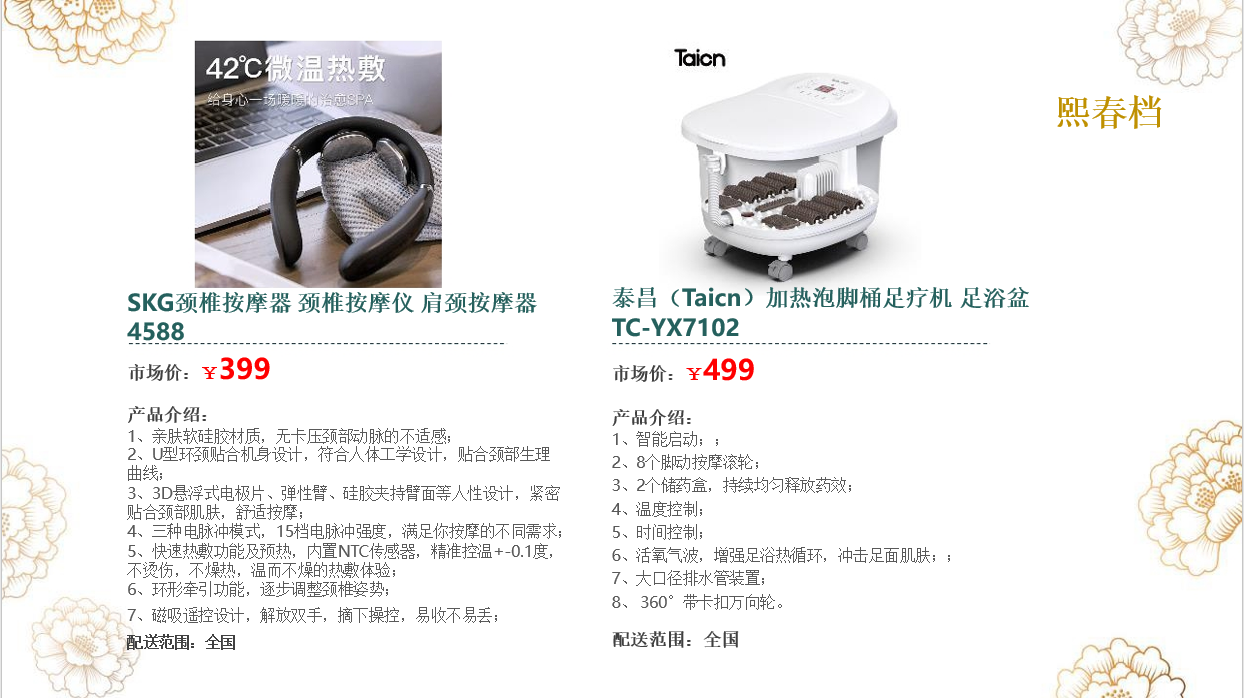 熙春档
42℃微温热敷
给身心一场暖暖的治愈SPA
SKG颈椎按摩器 颈椎按摩仪 肩颈按摩器
4588
市场价：￥399
产品介绍：
1、亲肤软硅胶材质，无卡压颈部动脉的不适感；
2、U型环颈贴合机身设计，符合人体工学设计，贴合颈部生理
曲线；
3、3D悬浮式电极片、弹性臂、硅胶夹持臂面等人性设计，紧密
贴合颈部肌肤，舒适按摩；
4、三种电脉冲模式，15档电脉冲强度，满足你按摩的不同需求；
5、快速热敷功能及预热，内置NTC传感器，精准控温+-0.1度，
不烫伤，不燥热，温而不燥的热敷体验；
6、环形牵引功能，逐步调整颈椎姿势；
7、磁吸遥控设计，解放双手，摘下操控，易收不易丢；
配送范围：全国
Taicn
泰昌（Taicn）加热泡脚桶足疗机 足浴盆
TC-YX7102
市场价：￥499
产品介绍：
1、智能启动；；
2、8个脚动按摩滚轮；
3、2个储药盒，持续均匀释放药效；
4、温度控制；
5、时间控制；
6、活氧气波，增强足浴热循环，冲击足面肌肤；；
7、大口径排水管装置；
8、 360°带卡扣万向轮。
配送范围：全国